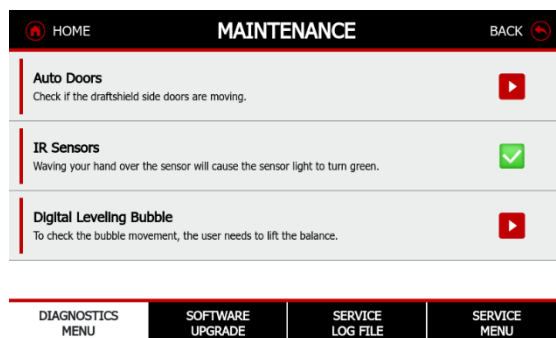 HOME MAINTENANCE BACK
Auto Doors
Check if the draftshield side doors are moving.
IR Sensors
Waving your hand over the sensor will cause the sensor light to turn green.
Digital Leveling Bubble
To check the bubble movement, the user needs to lift the balance.
DIAGNOSTICS
MENU
SOFTWARE
UPGRADE
SERVICE
LOG FILE
SERVICE
MENU